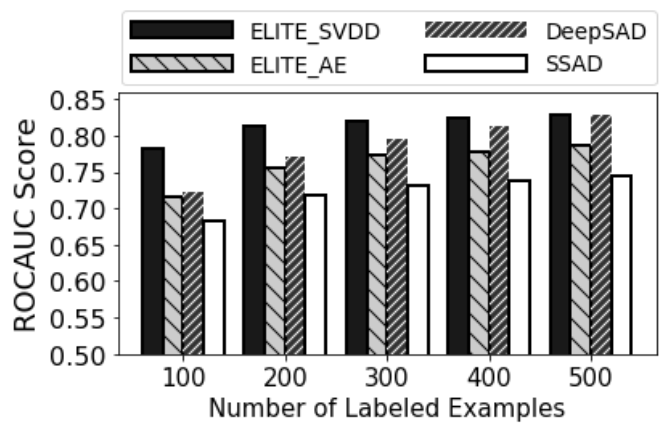 ELITE_SVDD
DeepSAD
ELITE_AE
SSAD
ROCAUC Score
0.85
0.80
0.75
0.70
0.65
0.60
0.55
0.50
100 200 300 400 500
Number of Labeled Examples